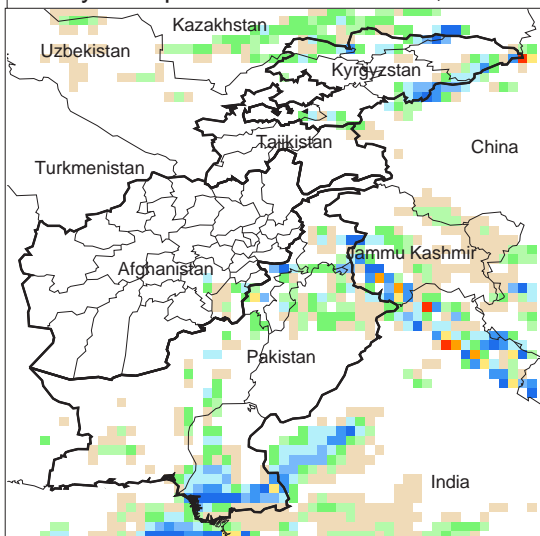 Kazakhstan
Uzbekistan
Kyrgyzstan
Tajikistan
China
Turkmenistan
Jammu Kashmir
Afghanistan
Pakistan
India